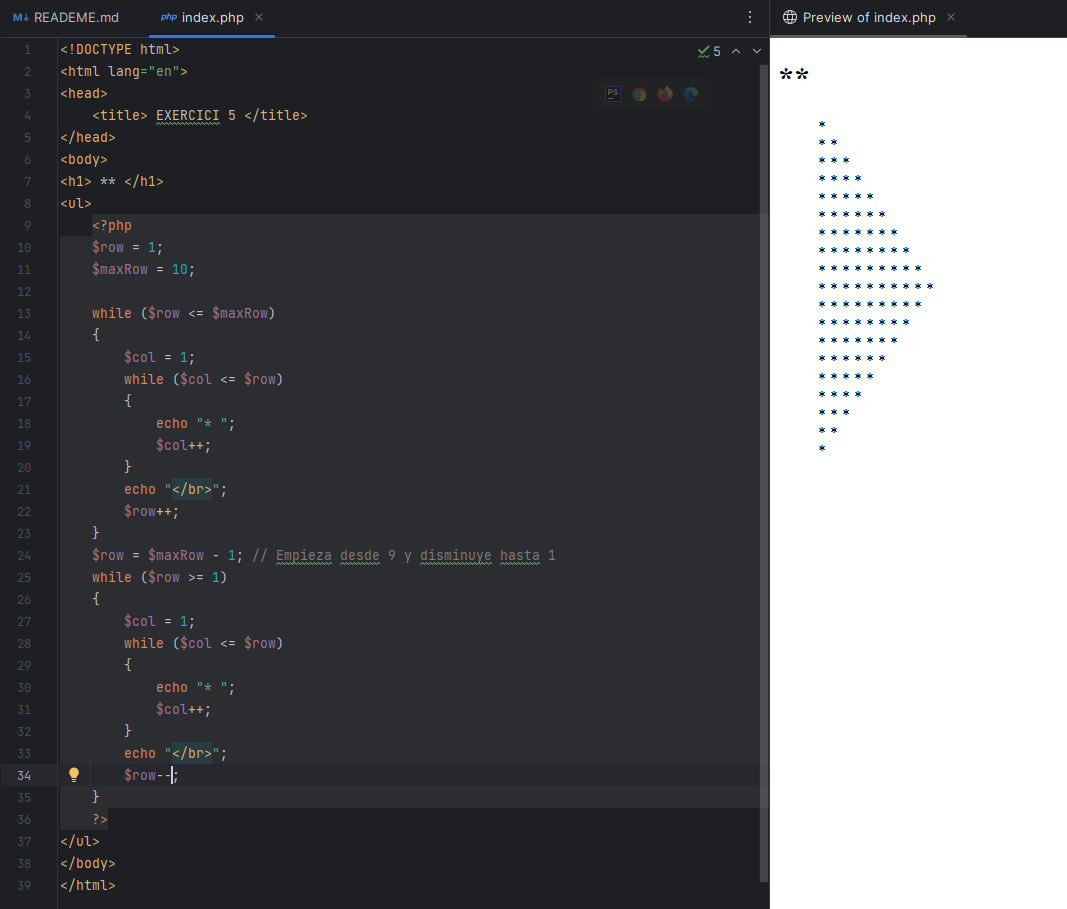 READEME.md
index.php
Preview of index.php
5
1 <!DOCTYPE html>
2 <html lang="en">
3 <head>
4     <title> EXERCICI 5 </title>
5 </head>
6 <body>
7 <h1> ** </h1>
8 <ul>
9     <?php
10     $row = 1;
11     $maxRow = 10;
12
13     while ($row <= $maxRow)
14     {
15         $col = 1;
16         while ($col <= $row)
17         {
18             echo "* ";
19             $col++;
20         }
21         echo "</br>";
22         $row++;
23     }
24     $row = $maxRow - 1; // Empieza desde 9 y disminuye hasta 1
25     while ($row >= 1)
26     {
27         $col = 1;
28         while ($col <= $row)
29         {
30             echo "* ";
31             $col++;
32         }
33         echo "</br>";
34         $row--;
35     }
36     ?>
37 </ul>
38 </body>
39 </html>
**
*
* *
* * *
* * * *
* * * * *
* * * * * *
* * * * * * *
* * * * * * * *
* * * * * * * * *
* * * * * * * * * *
* * * * * * * * *
* * * * * * * *
* * * * * * *
* * * * * *
* * * * *
* * * *
* * *
* *
*